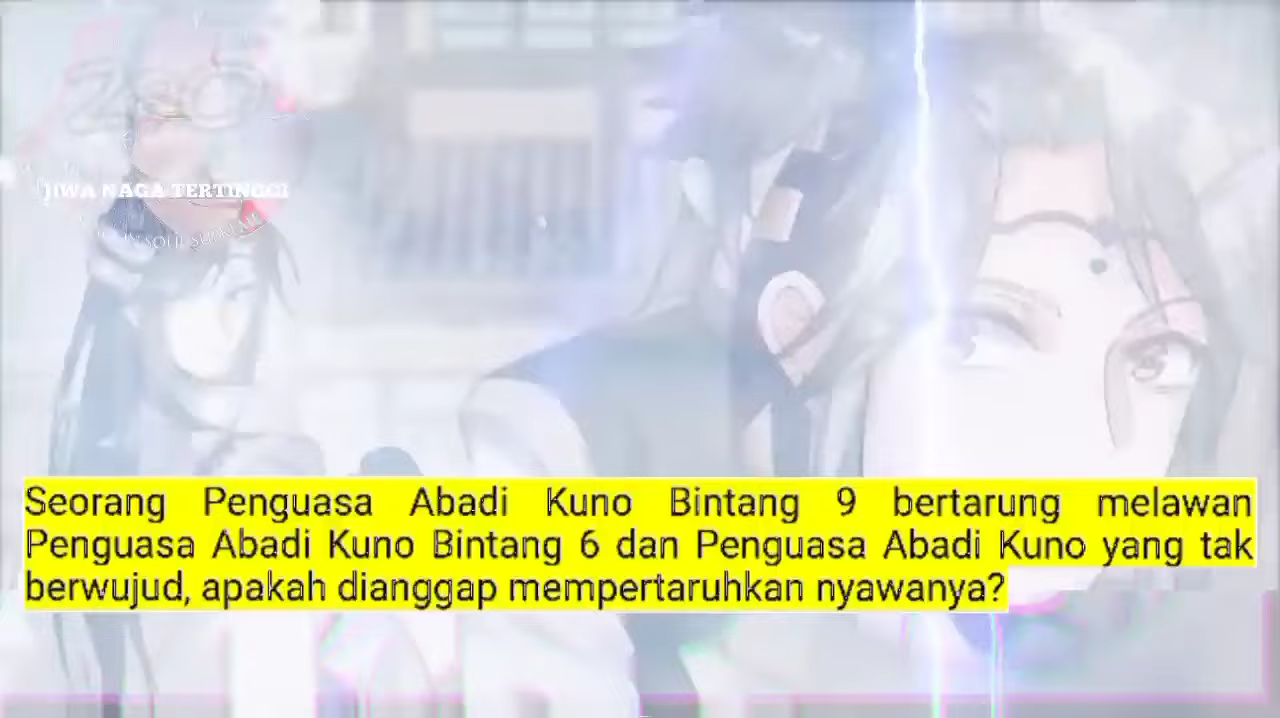 JIWA NAGA TERTINGGI
Seorang Penguasa Abadi Kuno Bintang 9 bertarung melawan
Penguasa Abadi Kuno Bintang 6 dan Penguasa Abadi Kuno yang tak
berwujud, apakah dianggap mempertaruhkan nyawanya?